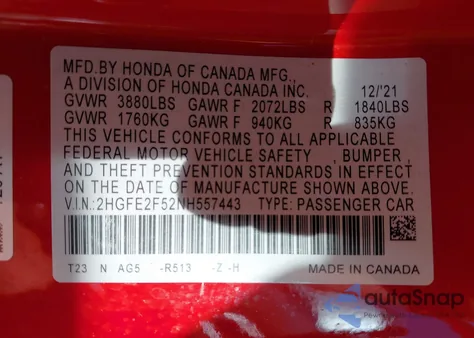 MFD.BY HONDA OF CANADA MFG.,
A DIVISION OF HONDA CANADA INC. 12/'21
GVWR 3880LBS GAWR F 2072LBS R 1840LBS
GVWR 1760KG GAWR F 940KG R 835KG
THIS VEHICLE CONFORMS TO ALL APPLICABLE
FEDERAL MOTOR VEHICLE SAFETY , BUMPER ,
AND THEFT PREVENTION STANDARDS IN EFFECT
ON THE DATE OF MANUFACTURE SHOWN ABOVE.
V.I.N.: 2HGFE2F52NH557443 TYPE: PASSENGER CAR
T23 N AG5 -R513 -Z -H MADE IN CANADA
autoSnap